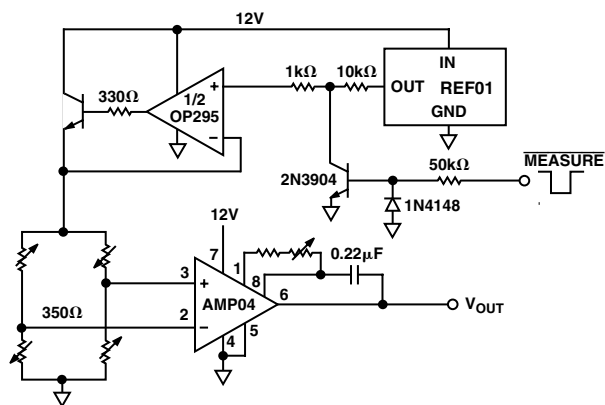 12V
330Ω
1/2
OP295
+
−
1kΩ
10kΩ
IN
OUT
REF01
GND
2N3904
50kΩ
MEASURE
1N4148
12V
7
1
8
0.22μF
3
+
AMP04
6
VOUT
2
−
350Ω
4
5